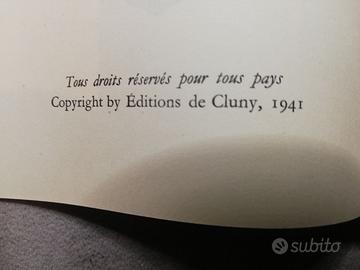 Tous droits réservés pour tous pays
Copyright by Éditions de Cluny, 1941
subito